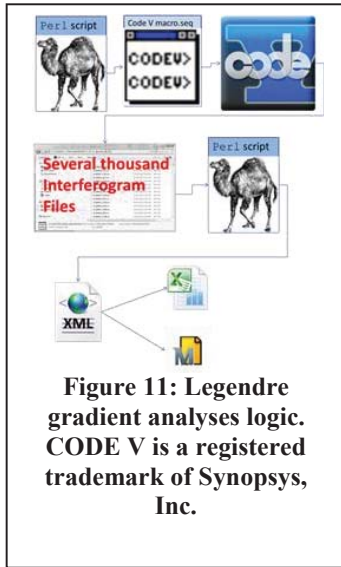 Perl script
Code V macro.seq
CODEV>
CODEV>
code
Several thousand
Interferogram
Files
Perl script
XML
Figure 11: Legendre
gradient analyses logic.
CODE V is a registered
trademark of Synopsys,
Inc.